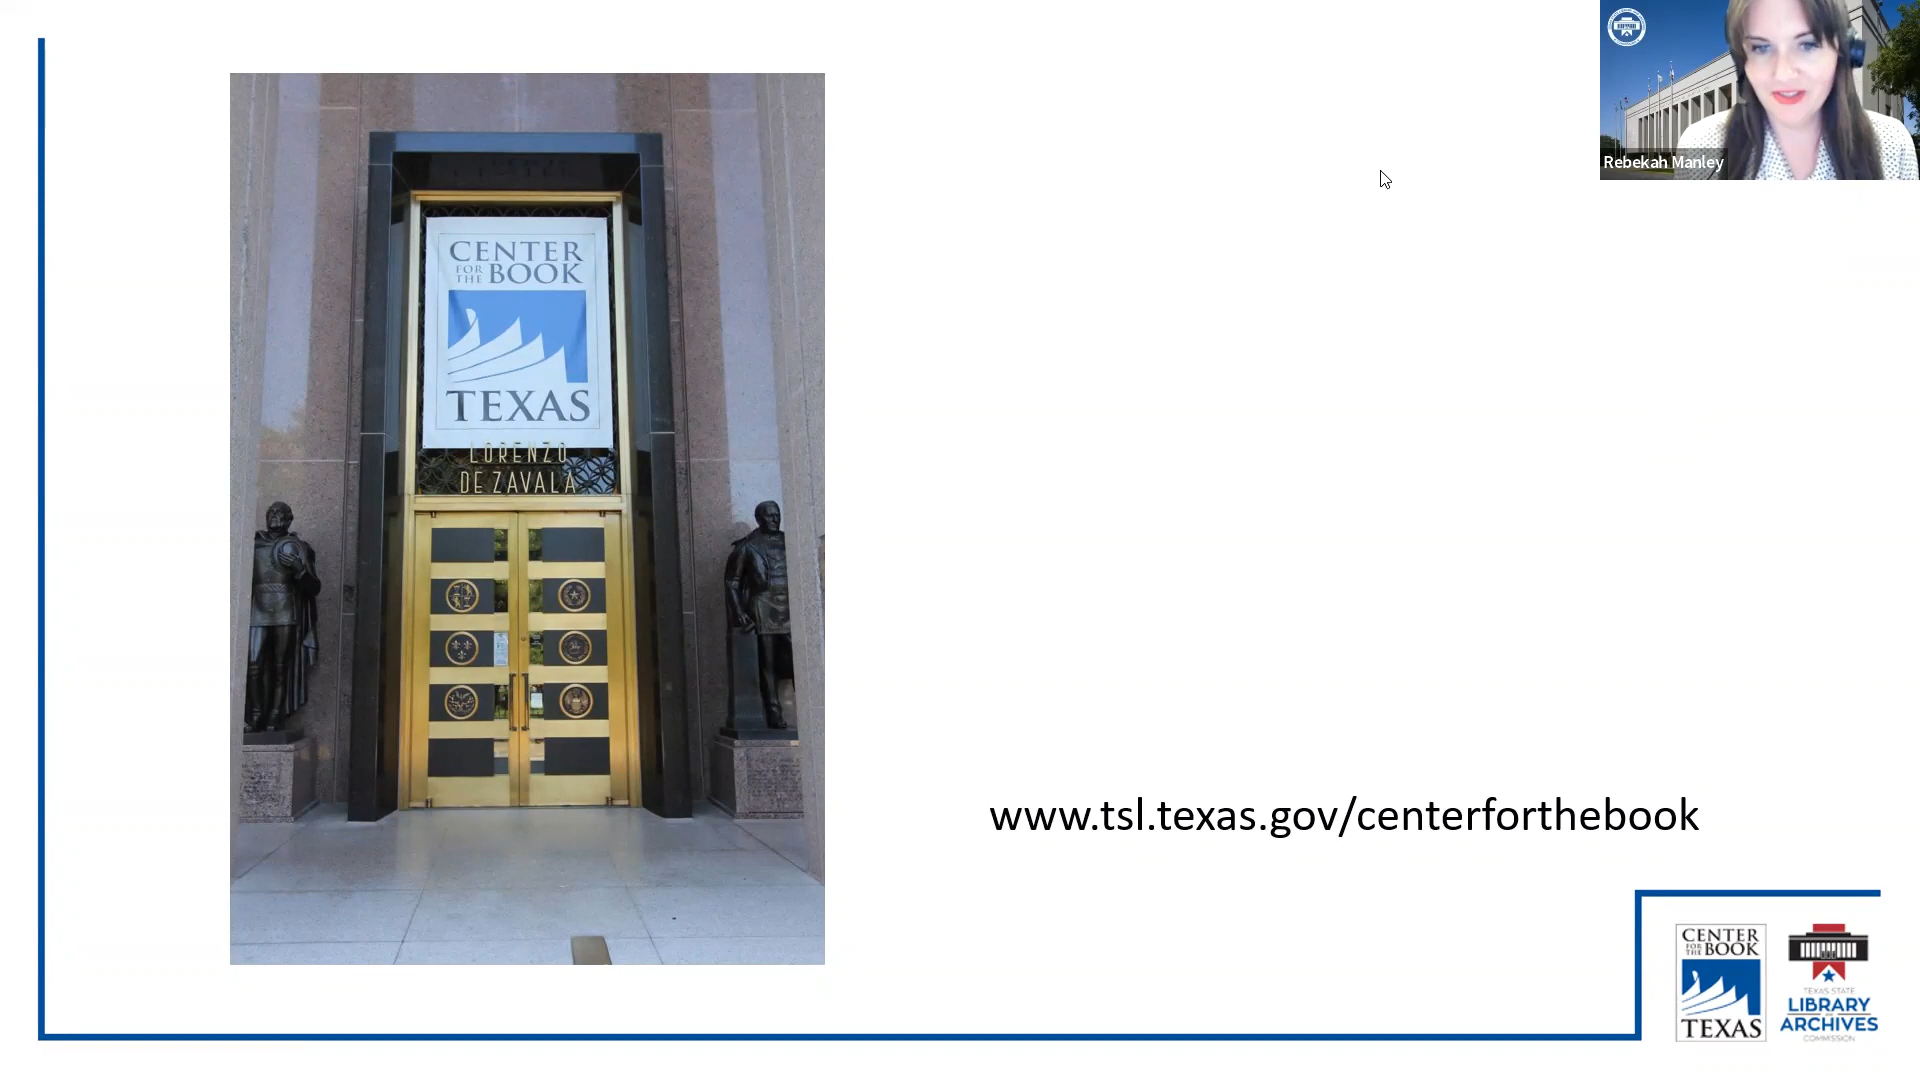 Rebekah Manley
CENTER
FOR THE BOOK
TEXAS
LORENZO
DE ZAVALA
www.tsl.texas.gov/centerforthebook
CENTER
FOR THE BOOK
TEXAS
TEXAS STATE
LIBRARY
ARCHIVES
COMMISSION